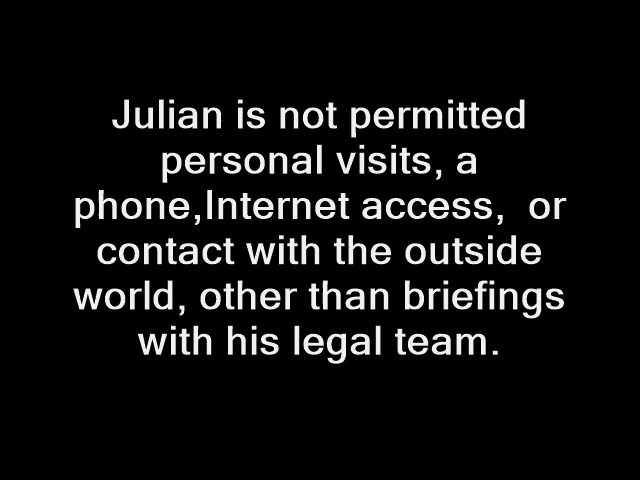 Julian is not permitted
personal visits, a
phone,Internet access,  or
contact with the outside
world, other than briefings
with his legal team.